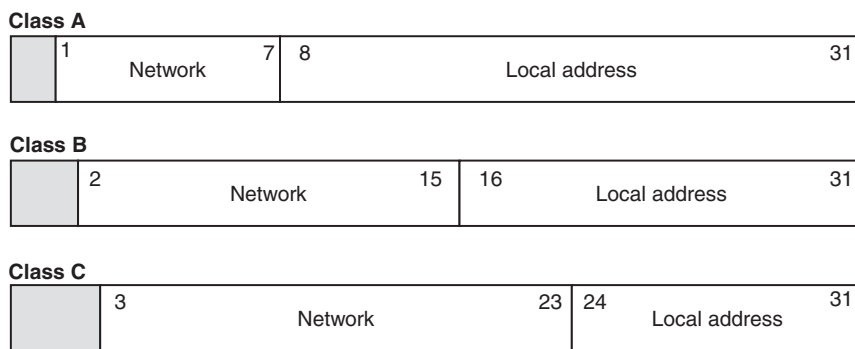 Class A
1 Network 7 8 Local address 31
Class B
2 Network 15 16 Local address 31
Class C
3 Network 23 24 Local address 31